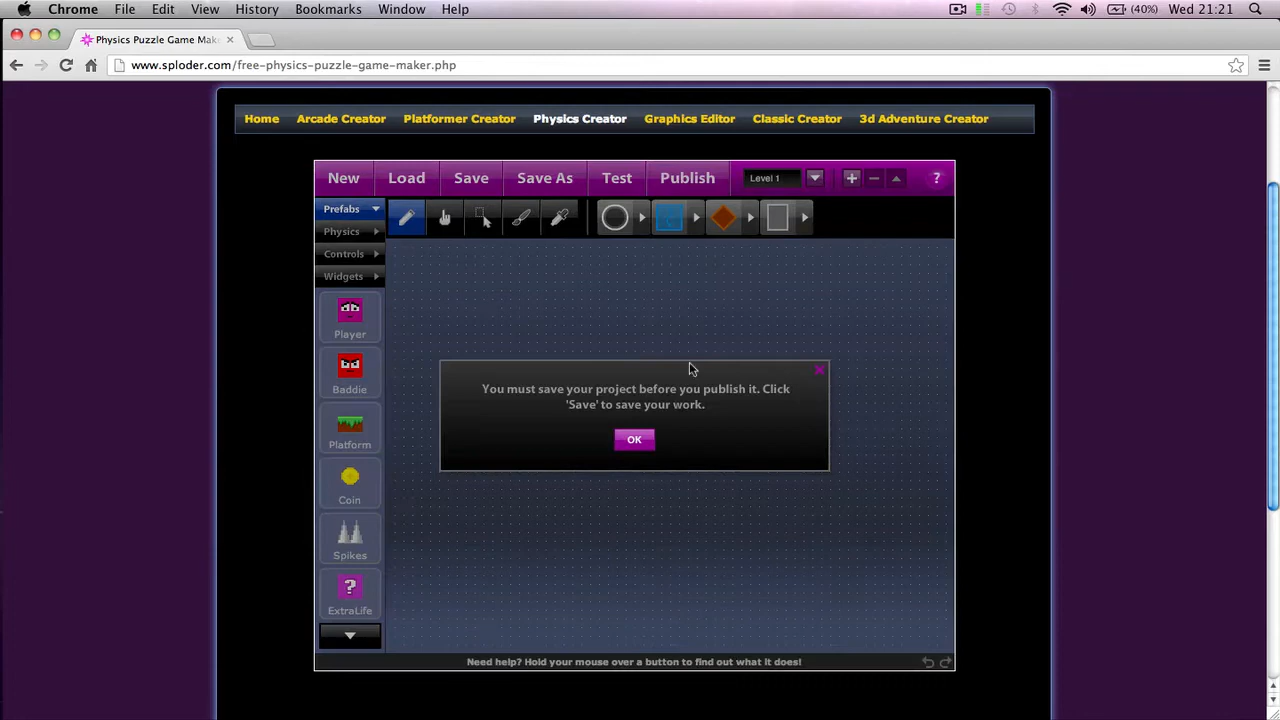 Chrome File Edit View History Bookmarks Window Help (40%) Wed 21:21
Physics Puzzle Game Make
www.sploder.com/free-physics-puzzle-game-maker.php
Home Arcade Creator Platformer Creator Physics Creator Graphics Editor Classic Creator 3d Adventure Creator
New Load Save Save As Test Publish Level 1 + − ?
Prefabs
Physics
Controls
Widgets
Player
Baddie
Platform
Coin
Spikes
?
ExtraLife
You must save your project before you publish it. Click
'Save' to save your work.
OK
Need help? Hold your mouse over a button to find out what it does!